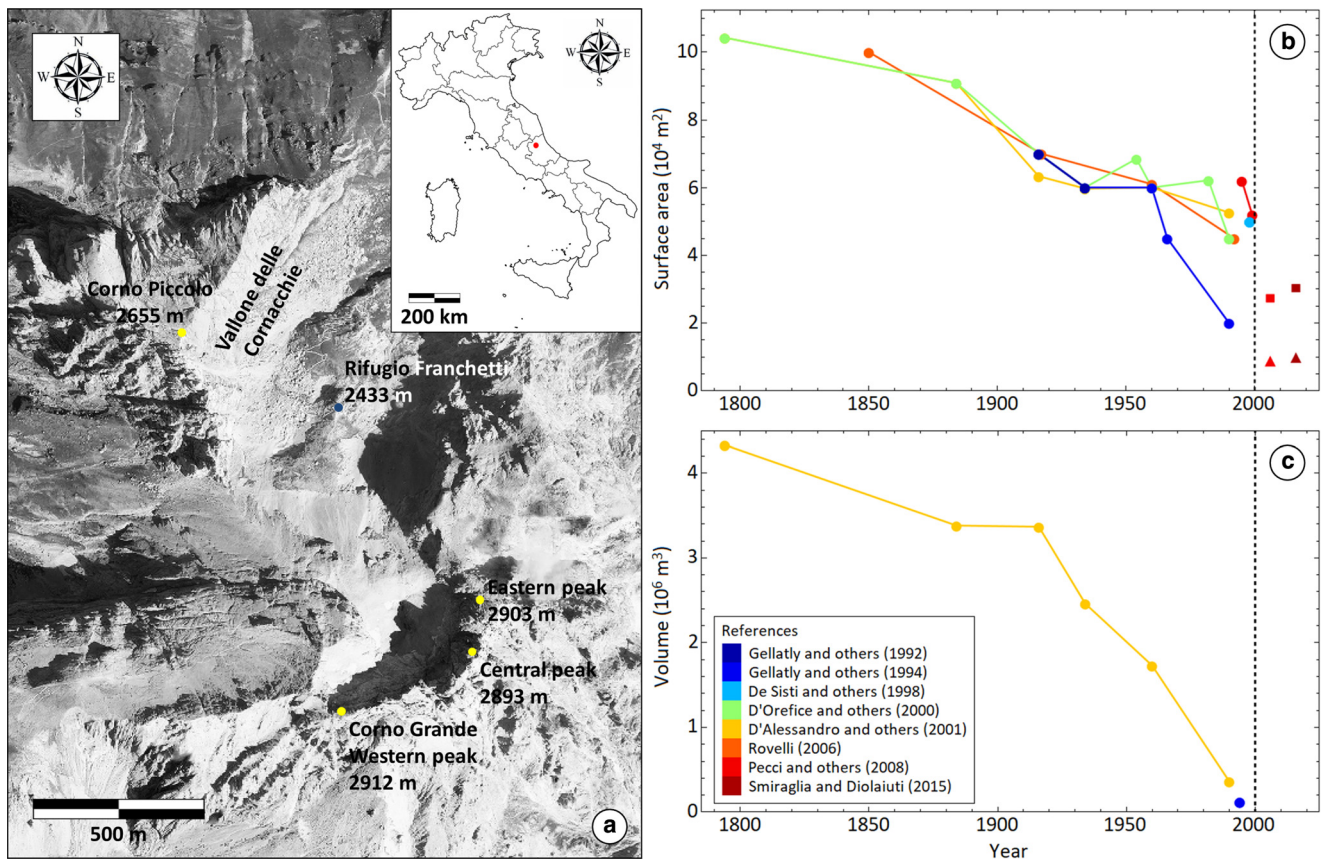 N
W E
S
N
W E
S
200 km
Corno Piccolo
2655 m
Vallone delle
Cornacchie
Rifugio Franchetti
2433 m
Eastern peak
2903 m
Central peak
2893 m
Corno Grande
Western peak
2912 m
500 m
a
b
Surface area (10⁴ m²)
10
8
6
4
2
0
1800 1850 1900 1950 2000
c
Volume (10⁶ m³)
4
3
2
1
0
References
Gellatly and others (1992)
Gellatly and others (1994)
De Sisti and others (1998)
D'Orefice and others (2000)
D'Alessandro and others (2001)
Rovelli (2006)
Pecci and others (2008)
Smiraglia and Diolaiuti (2015)
1800 1850 1900 1950 2000
Year